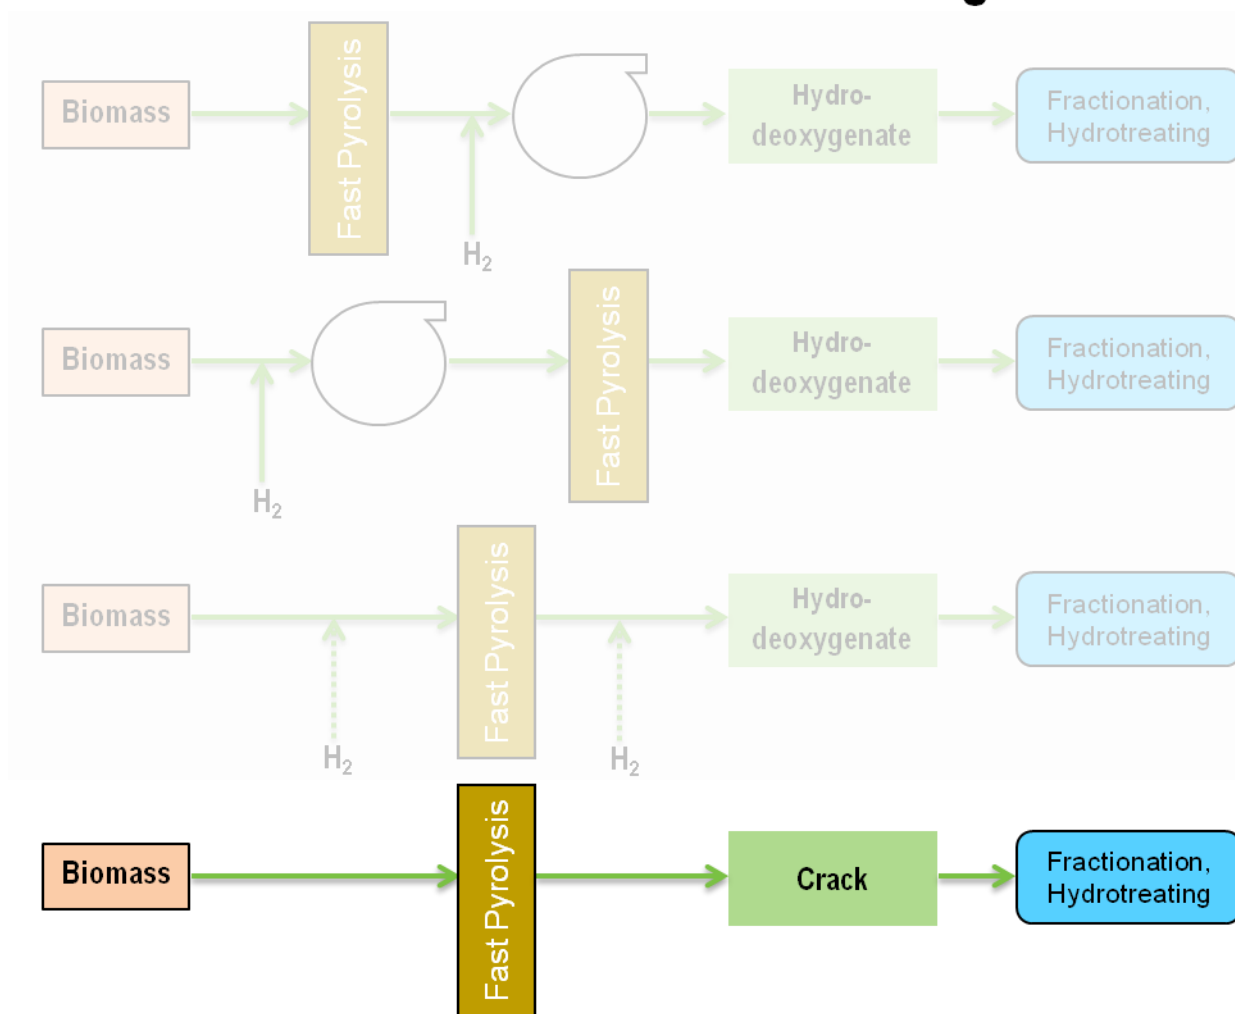 Biomass
Fast Pyrolysis
H2
Hydro-
deoxygenate
Fractionation,
Hydrotreating
Biomass
H2
Fast Pyrolysis
Hydro-
deoxygenate
Fractionation,
Hydrotreating
Biomass
H2
Fast Pyrolysis
H2
Hydro-
deoxygenate
Fractionation,
Hydrotreating
Biomass
Fast Pyrolysis
Crack
Fractionation,
Hydrotreating